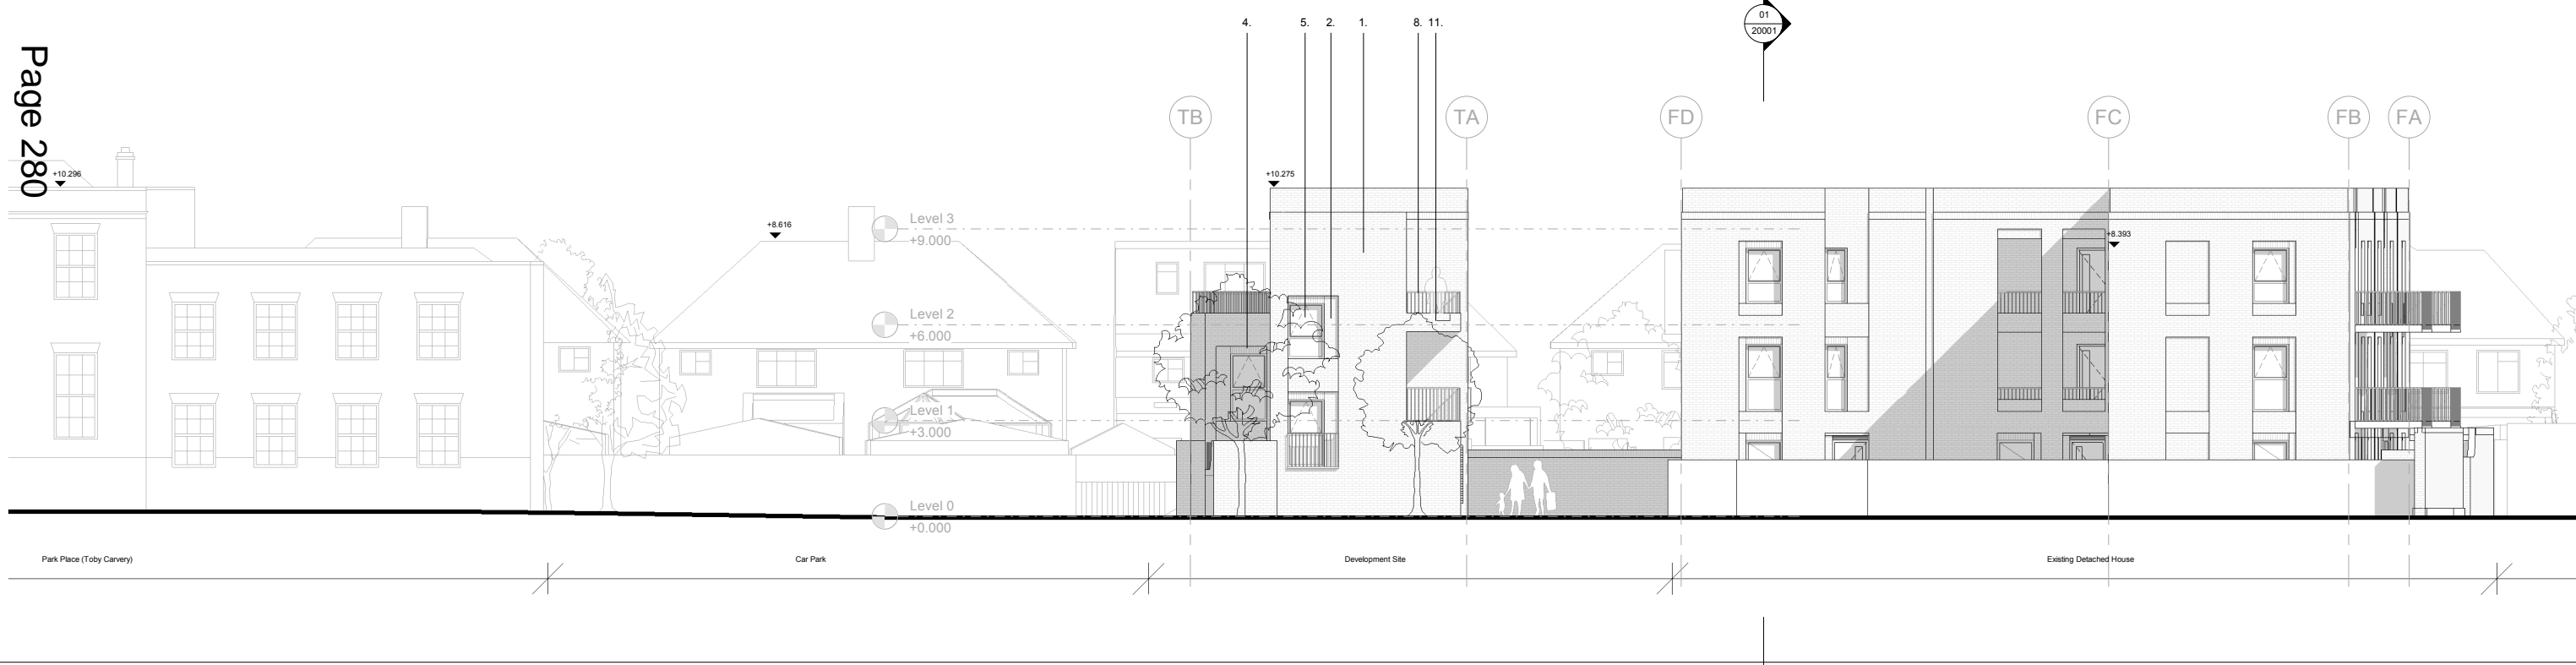 Page 280
4. 5. 2. 1. 8. 11.
01
20001
TB TA FD FC FB FA
+10.296
+10.275
+8.616
+8.393
Level 3
+9.000
Level 2
+6.000
Level 1
+3.000
Level 0
+0.000
Park Place (Toby Carvery) Car Park Development Site Existing Detached House